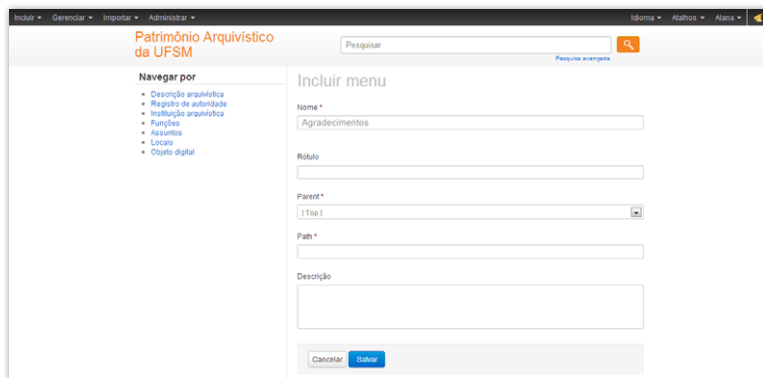 Incluir Gerenciar Importar Administrar Idioma Atalhos Alana
Patrimônio Arquivístico
da UFSM
Pesquisar
Pesquisa avançada
Navegar por
Descrição arquivística
Registro de autoridade
Instituição arquivística
Funções
Assuntos
Locais
Objeto digital
Incluir menu
Nome *
Agradecimentos
Rótulo
Parent *
[ Top ]
Path *
Descrição
Cancelar Salvar